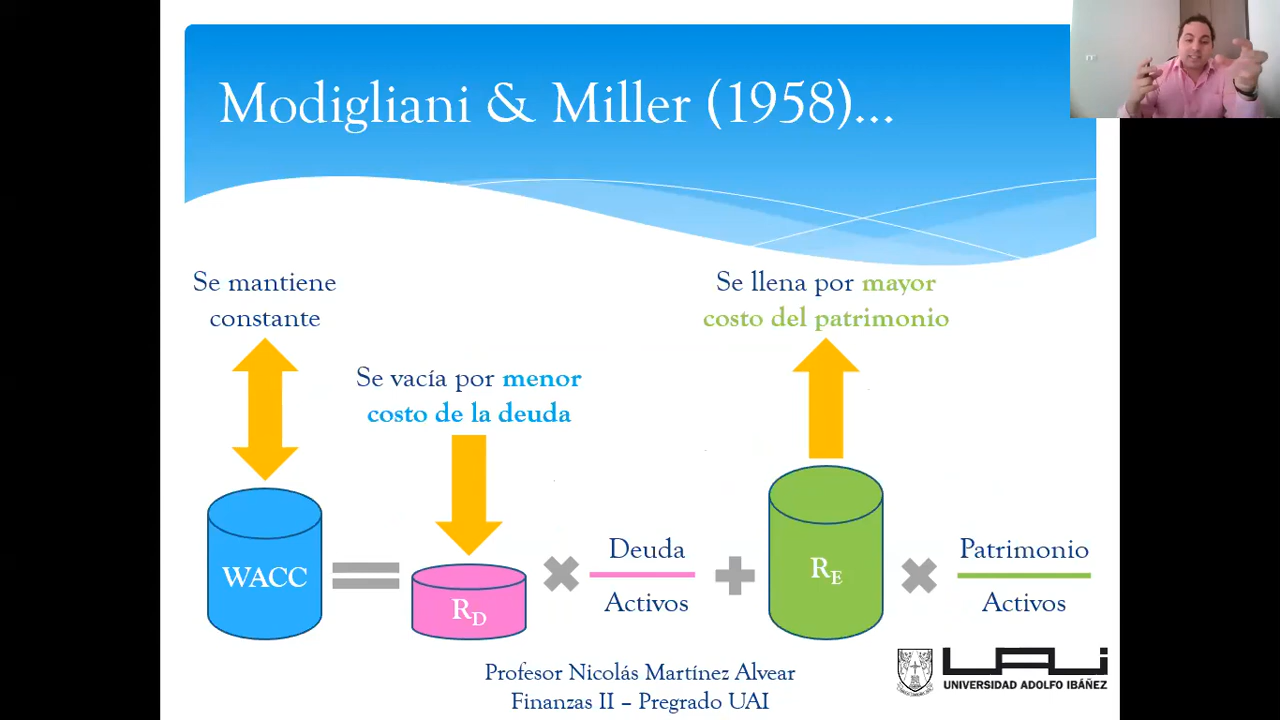 Modigliani & Miller (1958)...
Se mantiene
constante
Se vacía por menor
costo de la deuda
Se llena por mayor
costo del patrimonio
WACC
R_D
Deuda
Activos
R_E
Patrimonio
Activos
Profesor Nicolás Martínez Alvear
Finanzas II – Pregrado UAI
UAI
UNIVERSIDAD ADOLFO IBÁÑEZ